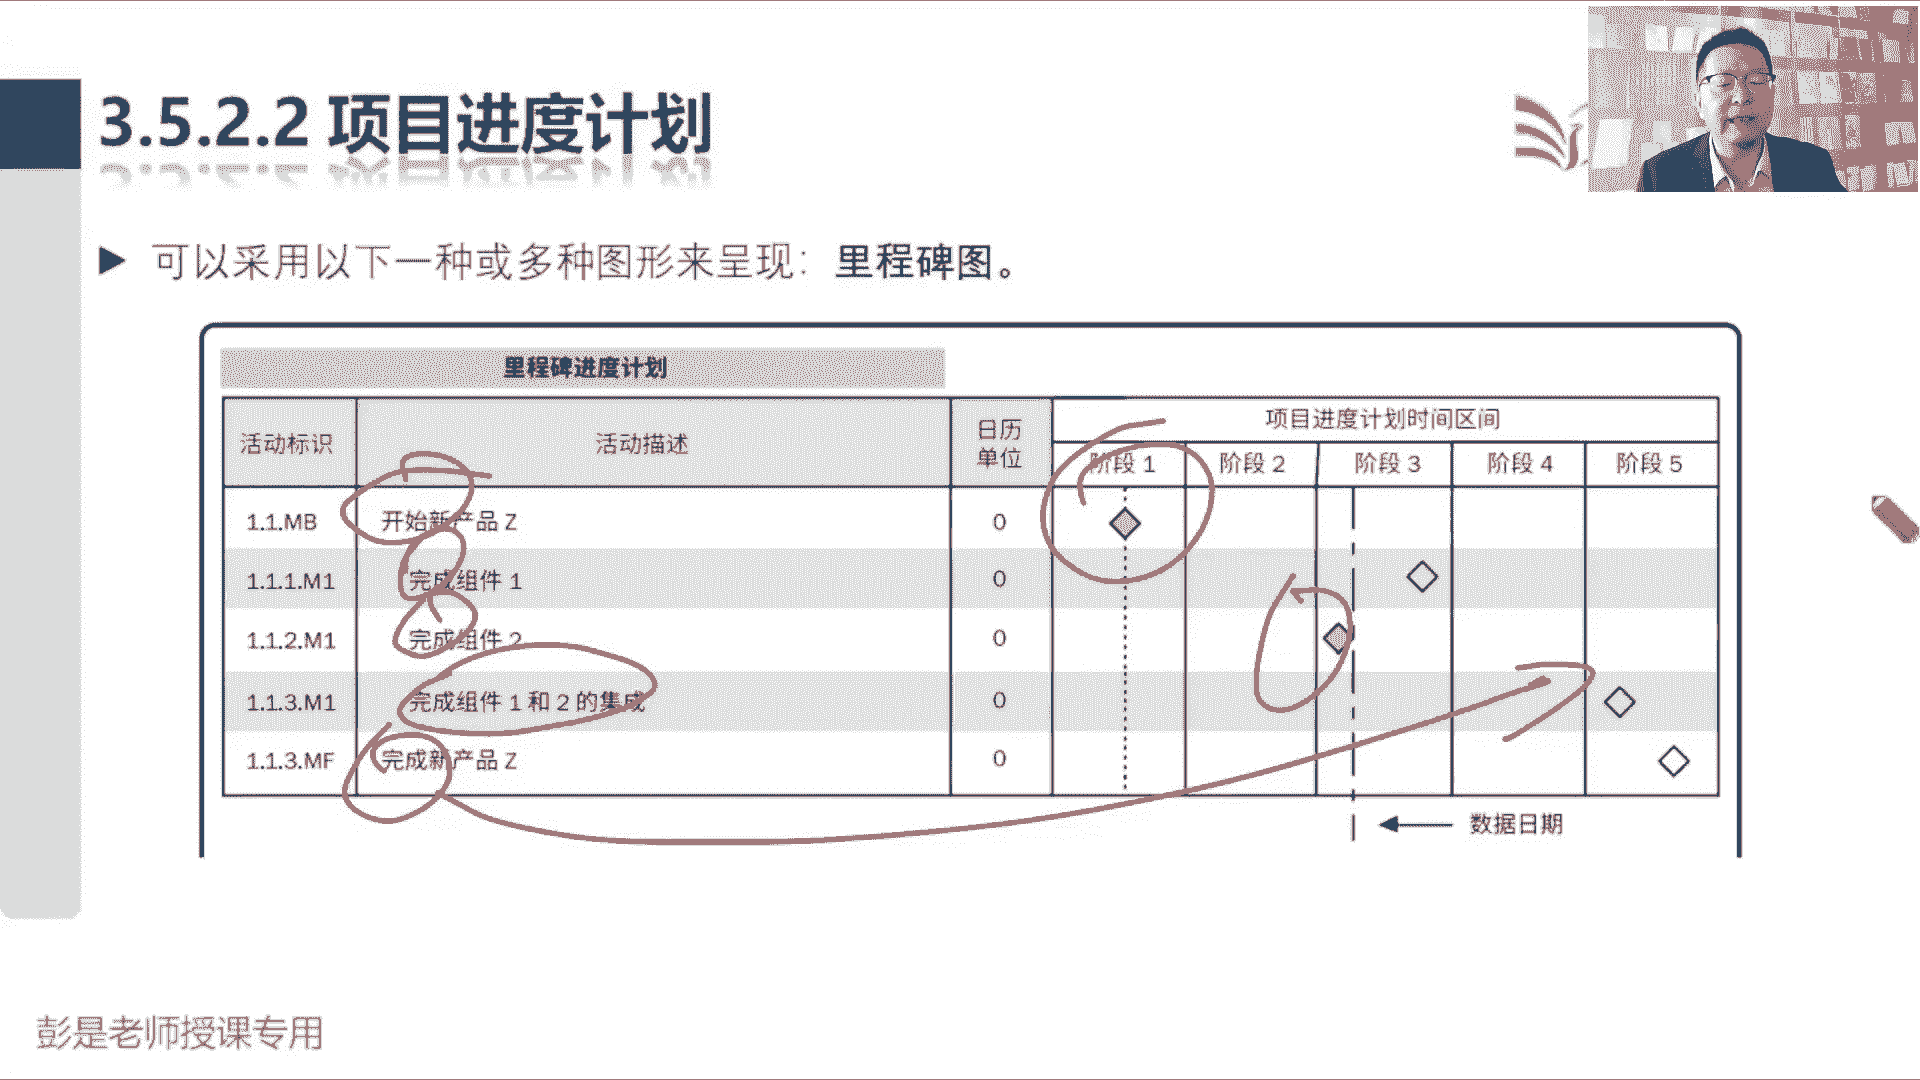 3.5.2.2 项目进度计划
可以采用以下一种或多种图形来呈现：里程碑图。
里程碑进度计划
活动标识 活动描述 日历单位 项目进度计划时间区间
阶段 1 阶段 2 阶段 3 阶段 4 阶段 5
1.1.MB 开始新产品 Z 0
1.1.1.M1 完成组件 1 0
1.1.2.M1 完成组件 2 0
1.1.3.M1 完成组件 1 和 2 的集成 0
1.1.3.MF 完成新产品 Z 0
数据日期
彭是老师授课专用